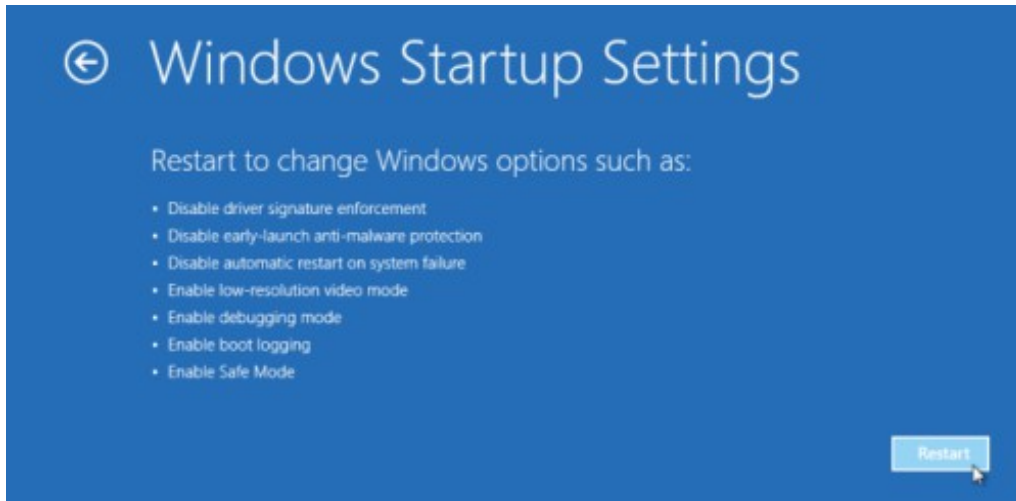 Windows Startup Settings
Restart to change Windows options such as:
• Disable driver signature enforcement
• Disable early-launch anti-malware protection
• Disable automatic restart on system failure
• Enable low-resolution video mode
• Enable debugging mode
• Enable boot logging
• Enable Safe Mode
Restart